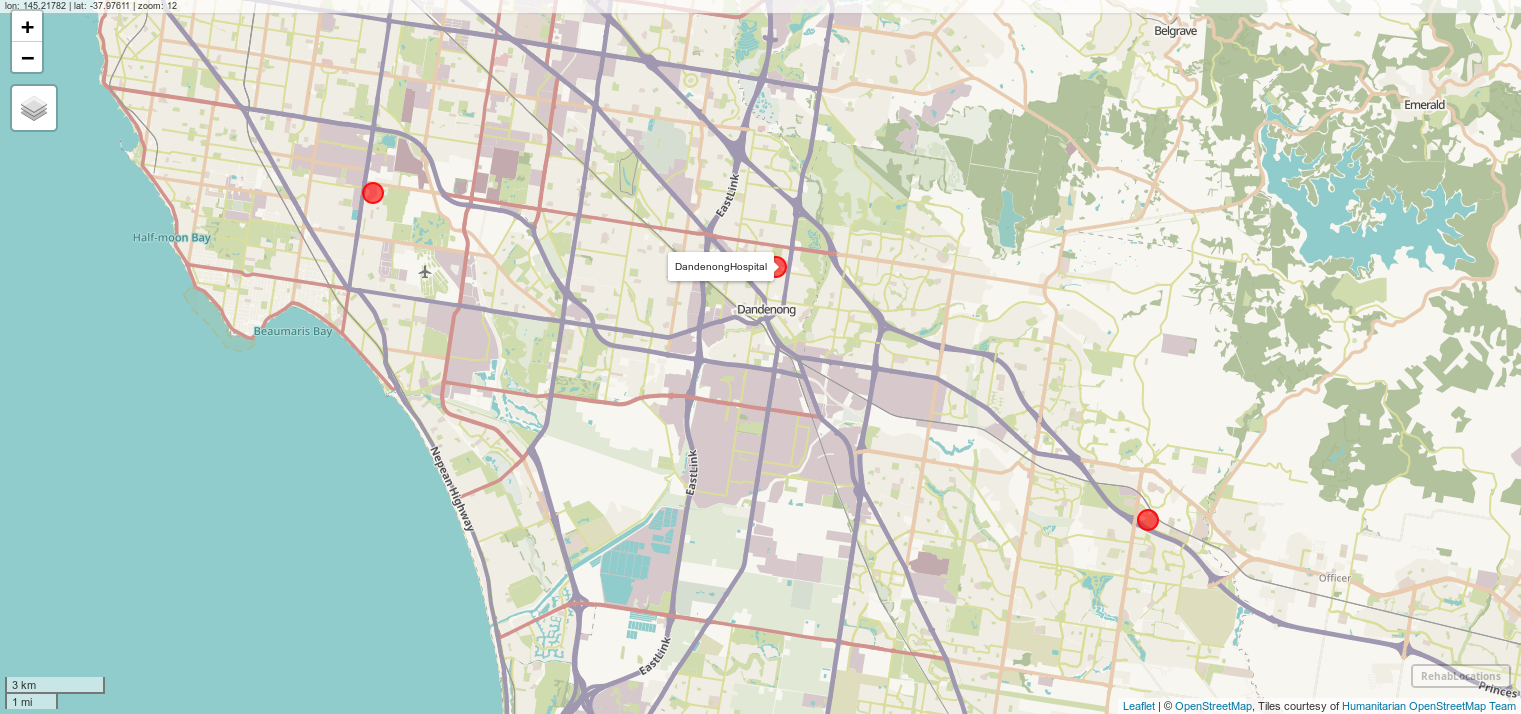 lon: 145.21782 | lat: -37.97611 | zoom: 12
+
−
Belgrave
Emerald
EastLink
Half-moon Bay
DandenongHospital
Dandenong
Beaumaris Bay
Nepean Highway
EastLink
Officer
EastLink
RehabLocations
Princes
3 km
1 mi
Leaflet | © OpenStreetMap, Tiles courtesy of Humanitarian OpenStreetMap Team